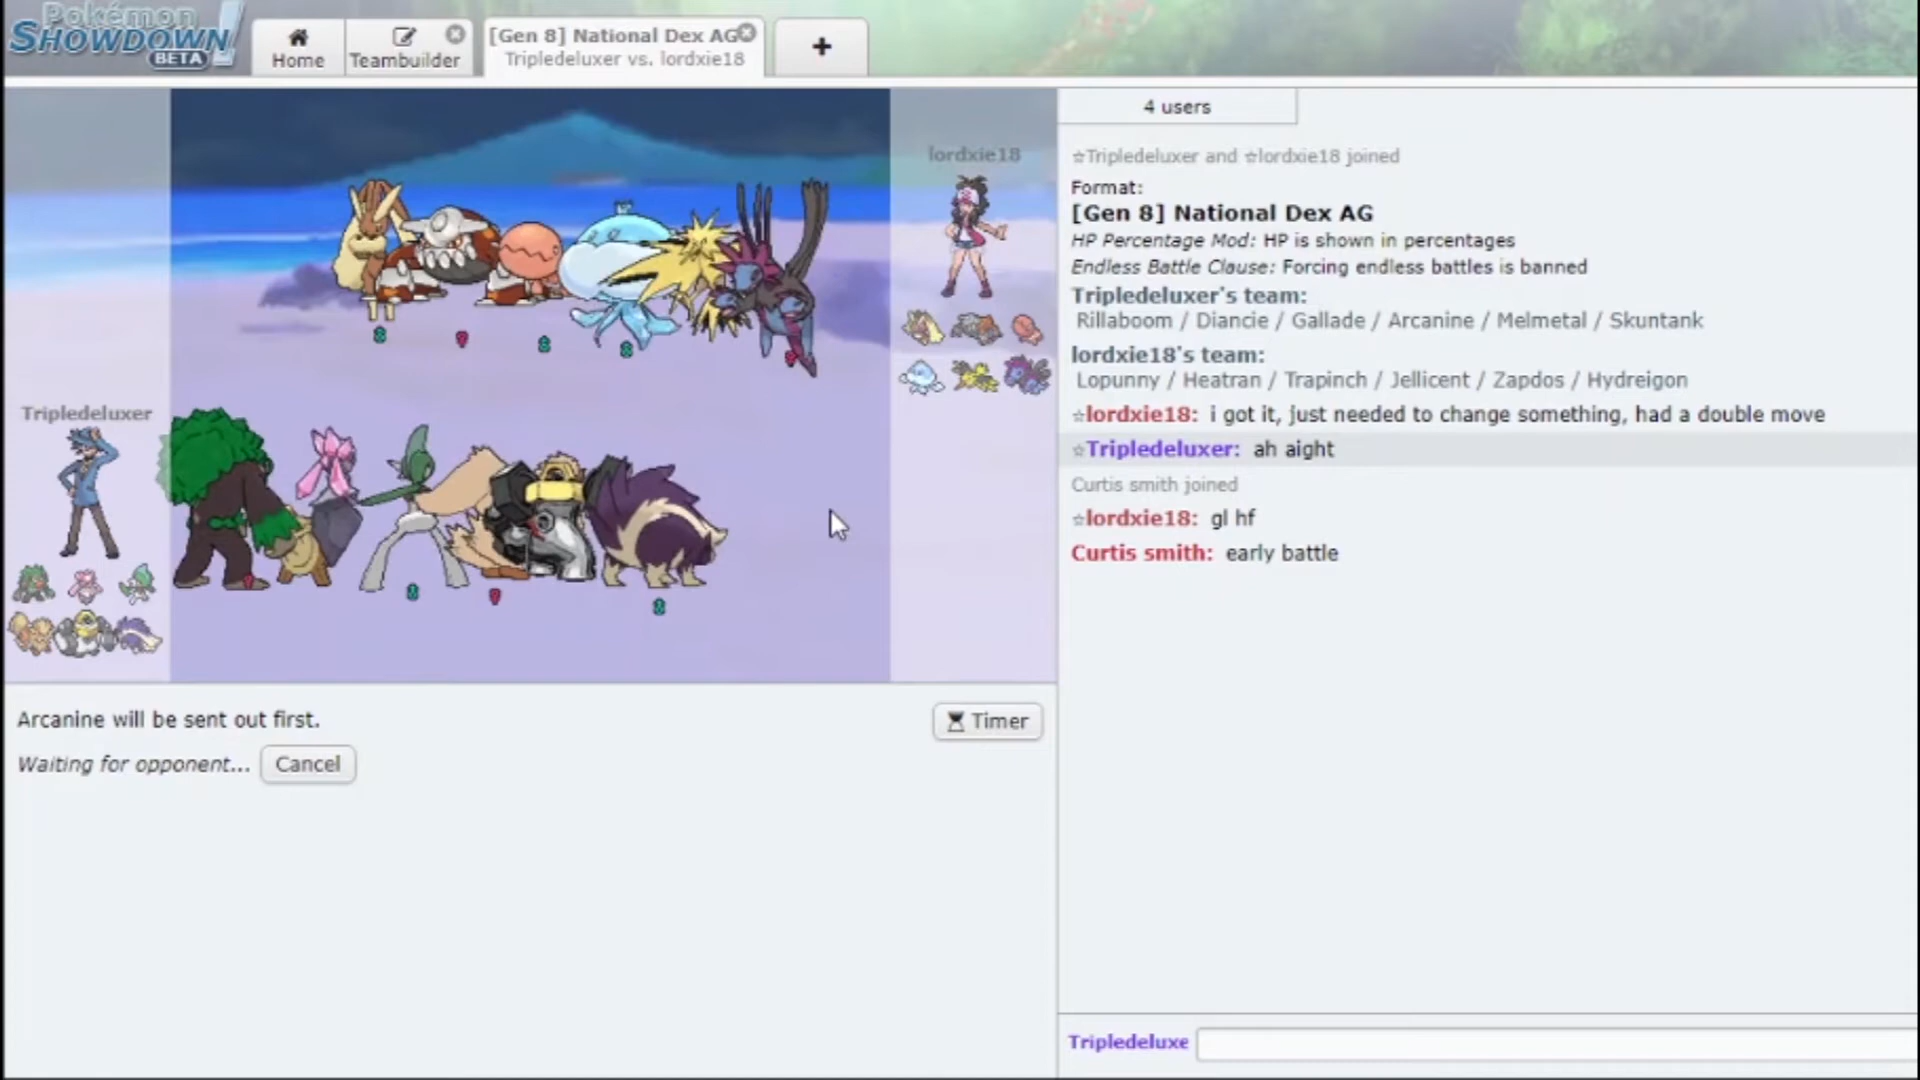 Pokémon
SHOWDOWN!
BETA
Home
Teambuilder
[Gen 8] National Dex AG
Tripledeluxer vs. lordxie18
+
4 users
☆Tripledeluxer and ☆lordxie18 joined
Format:
[Gen 8] National Dex AG
HP Percentage Mod: HP is shown in percentages
Endless Battle Clause: Forcing endless battles is banned
Tripledeluxer's team:
Rillaboom / Diancie / Gallade / Arcanine / Melmetal / Skuntank
lordxie18's team:
Lopunny / Heatran / Trapinch / Jellicent / Zapdos / Hydreigon
☆lordxie18: i got it, just needed to change something, had a double move
☆Tripledeluxer: ah aight
Curtis smith joined
☆lordxie18: gl hf
Curtis smith: early battle
lordxie18
Tripledeluxer
Arcanine will be sent out first.
Timer
Waiting for opponent...
Cancel
Tripledeluxe